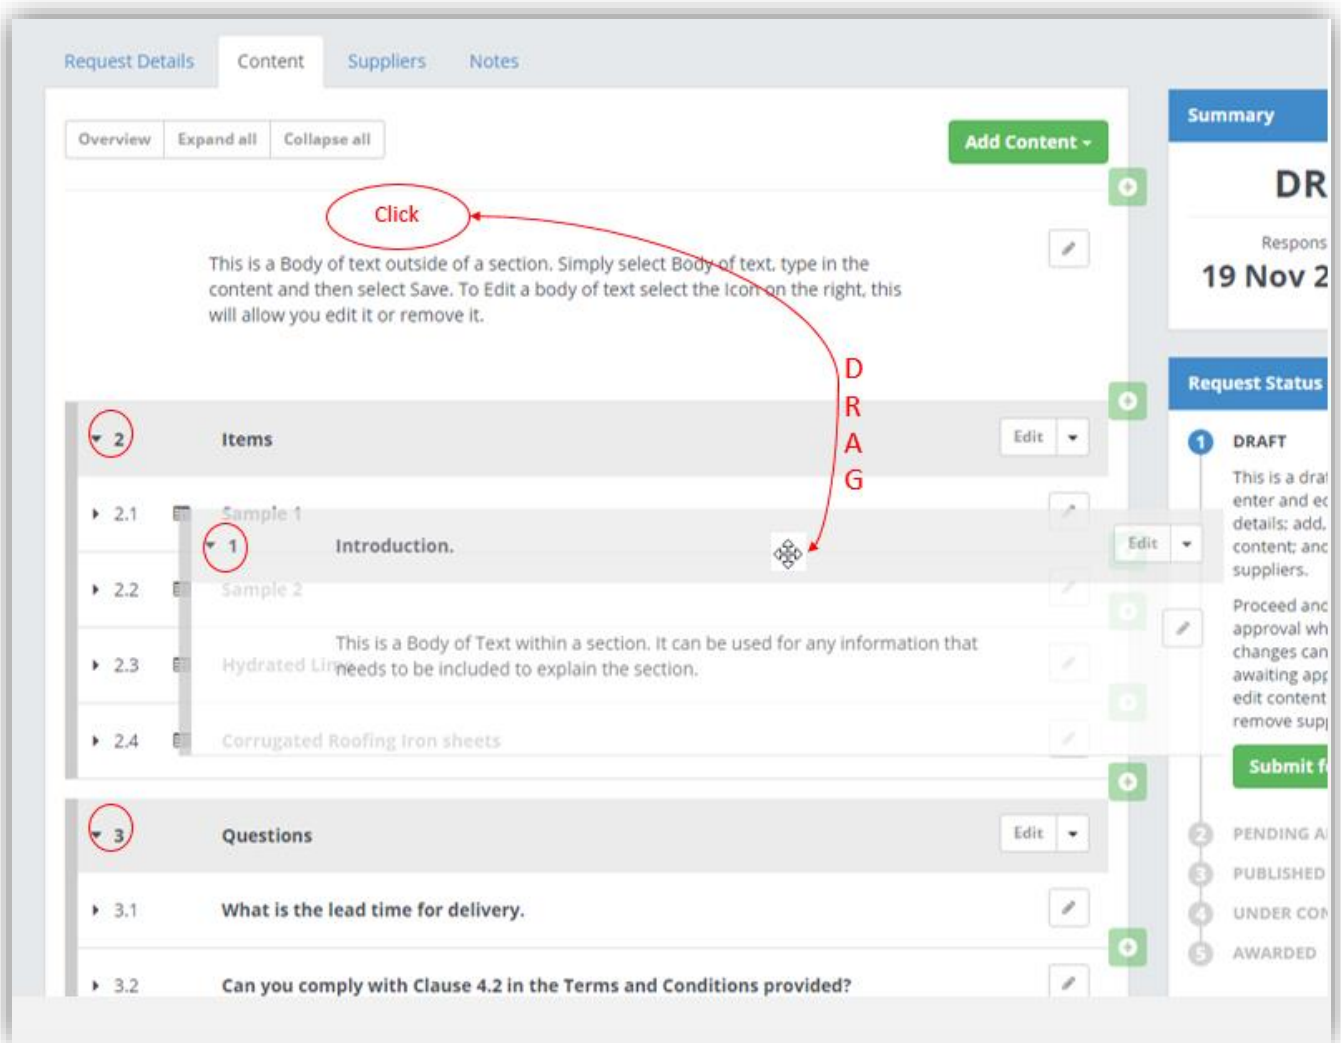 Request Details Content Suppliers Notes
Overview Expand all Collapse all
Add Content
Click
This is a Body of text outside of a section. Simply select Body of text, type in the
content and then select Save. To Edit a body of text select the Icon on the right, this
will allow you edit it or remove it.
D
R
A
G
2 Items Edit
2.1 Sample 1
1 Introduction. Edit
2.2 Sample 2
This is a Body of Text within a section. It can be used for any information that
needs to be included to explain the section.
2.3 Hydrated
2.4 Corrugated Roofing Iron sheets
3 Questions Edit
3.1 What is the lead time for delivery.
3.2 Can you comply with Clause 4.2 in the Terms and Conditions provided?
Summary
DR
Respons
19 Nov 2
Request Status
1 DRAFT
This is a
enter and
details; add,
content; and
suppliers.
Proceed and
approval wh
changes can
awaiting app
edit content
remove supp
Submit f
2 PENDING A
3 PUBLISHED
4 UNDER CON
5 AWARDED